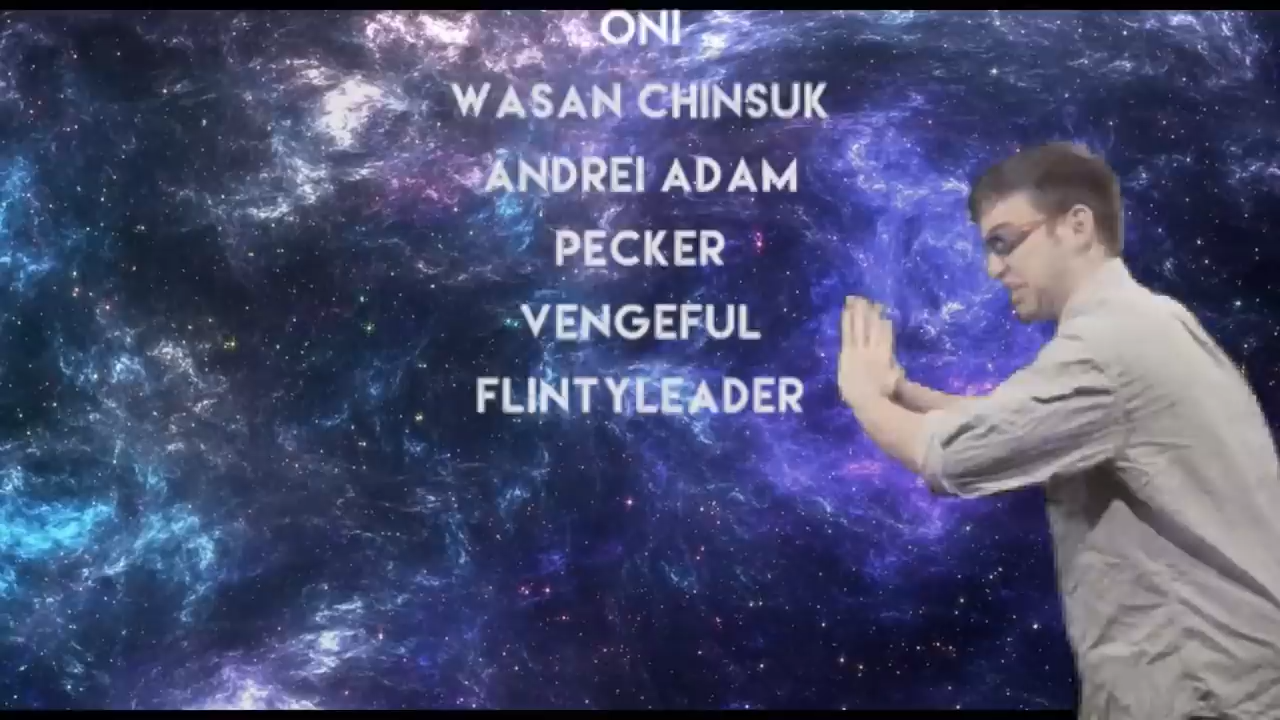 ONI
WASAN CHINSUK
ANDREI ADAM
PECKER
VENGEFUL
FLINTYLEADER